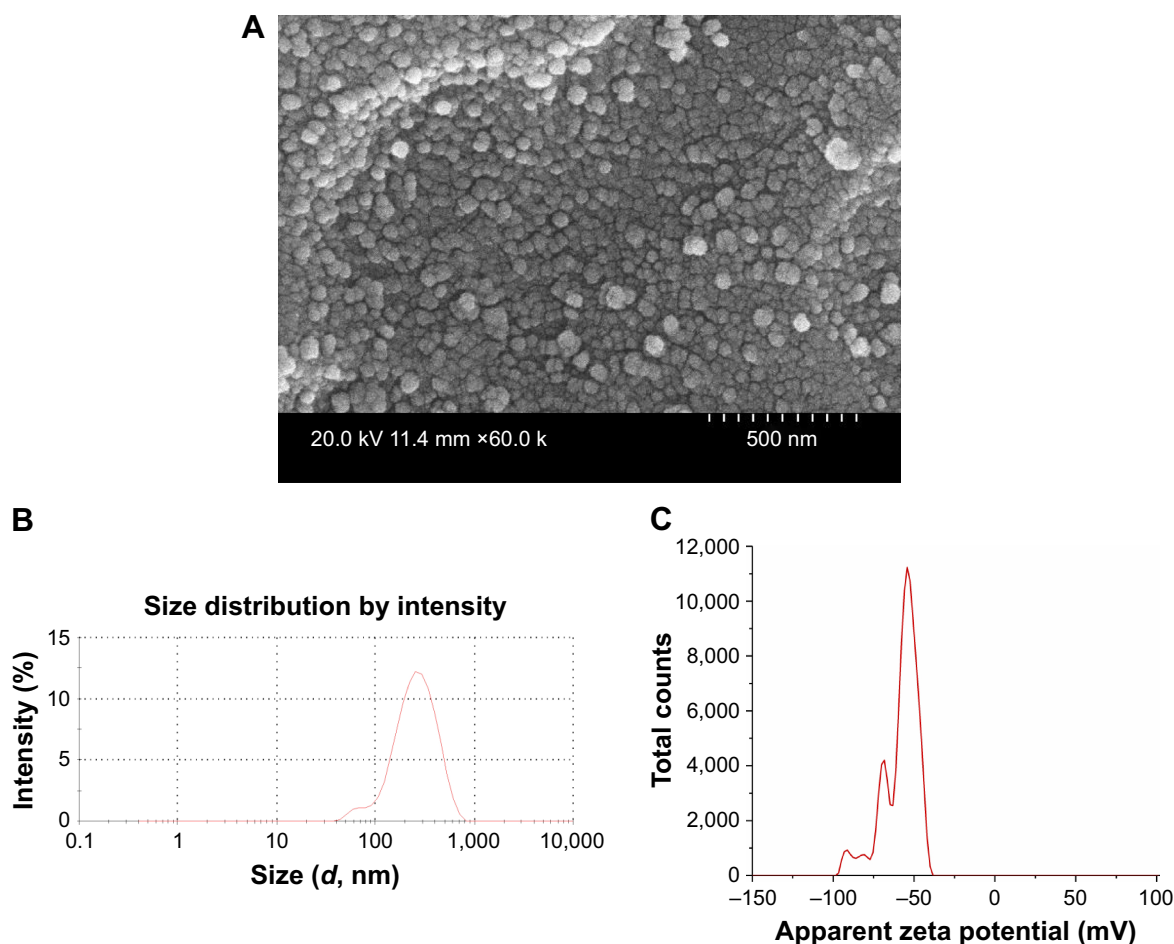 A
20.0 kV 11.4 mm ×60.0 k
500 nm
B
Size distribution by intensity
Intensity (%)
15
10
5
0
0.1 1 10 100 1,000 10,000
Size (d, nm)
C
Total counts
12,000
10,000
8,000
6,000
4,000
2,000
0
–150 –100 –50 0 50 100
Apparent zeta potential (mV)